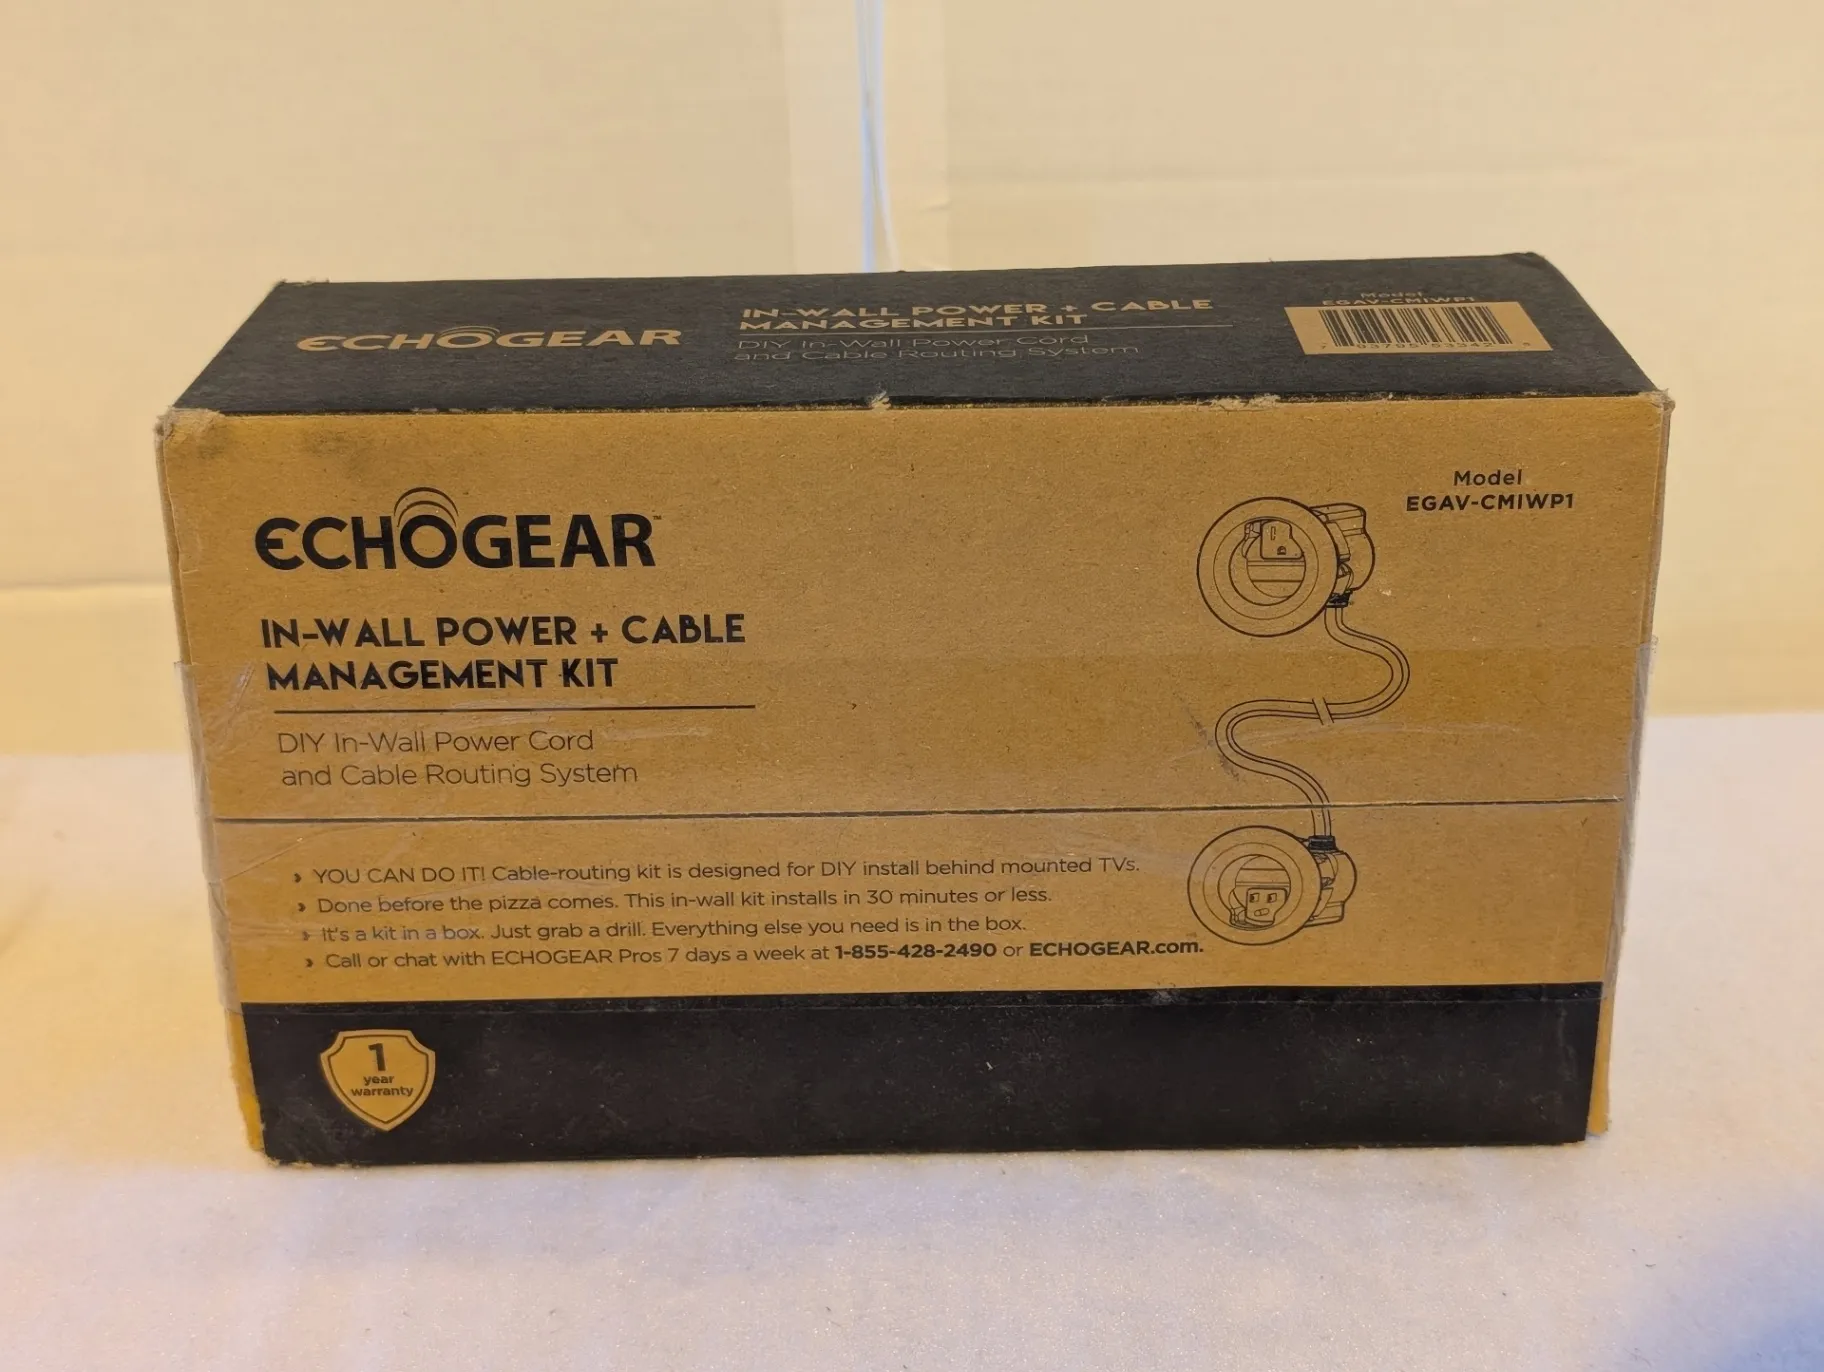 ECHOGEAR
IN-WALL POWER + CABLE
MANAGEMENT KIT
DIY In-Wall Power Cord
and Cable Routing System
Model
EGAV-CMIWP1
ECHOGEAR™
IN-WALL POWER + CABLE
MANAGEMENT KIT
DIY In-Wall Power Cord
and Cable Routing System
Model
EGAV-CMIWP1
› YOU CAN DO IT! Cable-routing kit is designed for DIY install behind mounted TVs.
› Done before the pizza comes. This in-wall kit installs in 30 minutes or less.
› It's a kit in a box. Just grab a drill. Everything else you need is in the box.
› Call or chat with ECHOGEAR Pros 7 days a week at 1-855-428-2490 or ECHOGEAR.com.
1
year
warranty